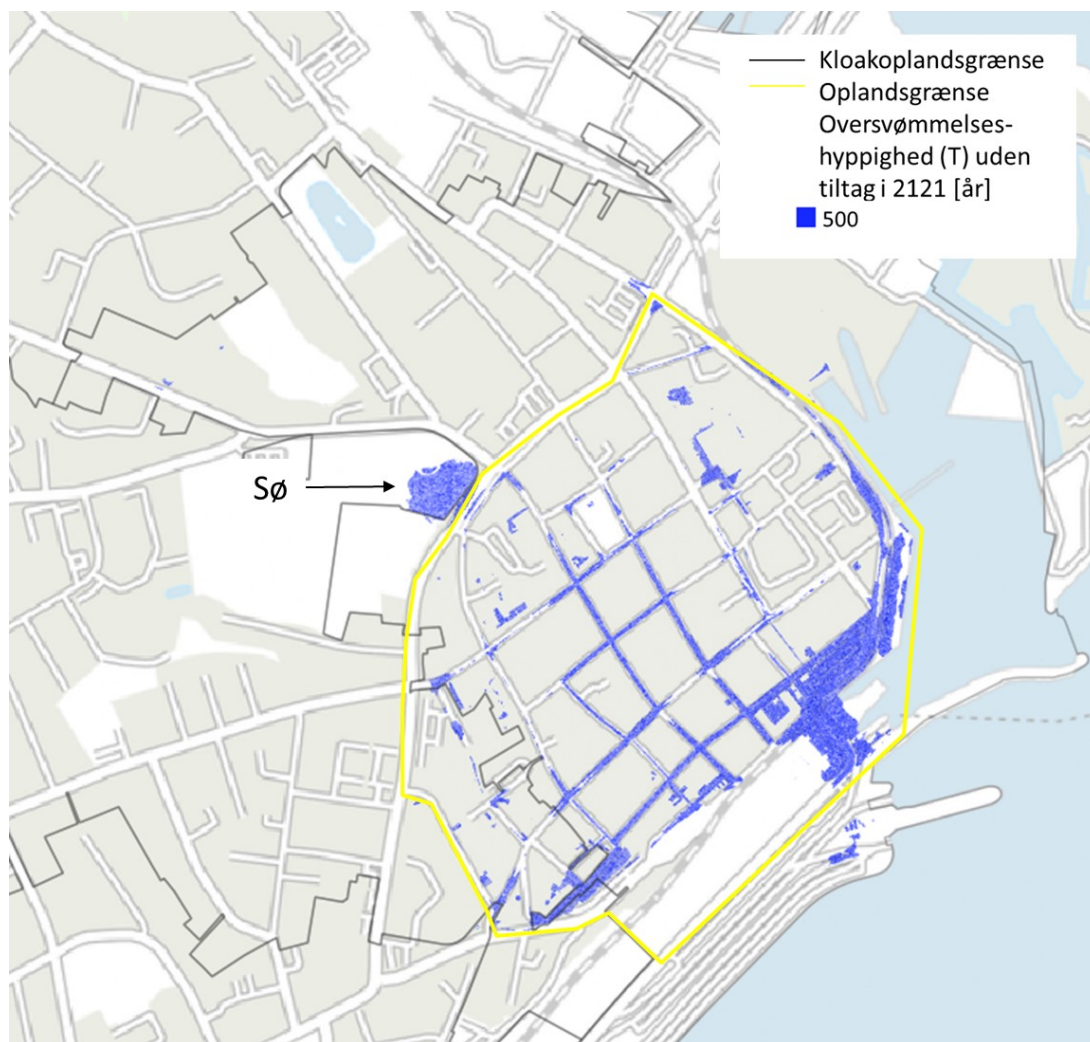 Kloakoplandsgrænse
Oplandsgrænse
Oversvømmelses-
hyppighed (T) uden
tiltag i 2121 [år]
500
Sø